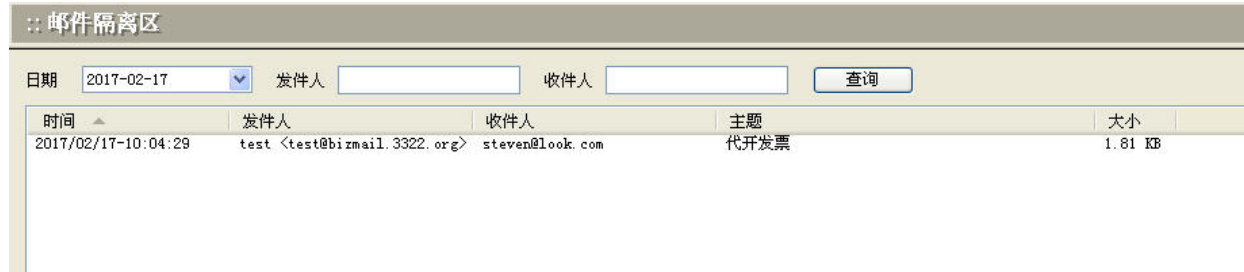 :: 邮件隔离区
日期 2017-02-17 发件人 收件人 查询
时间 发件人 收件人 主题 大小
2017/02/17-10:04:29 test <test@bizmail.3322.org> steven@look.com 代开发票 1.81 KB